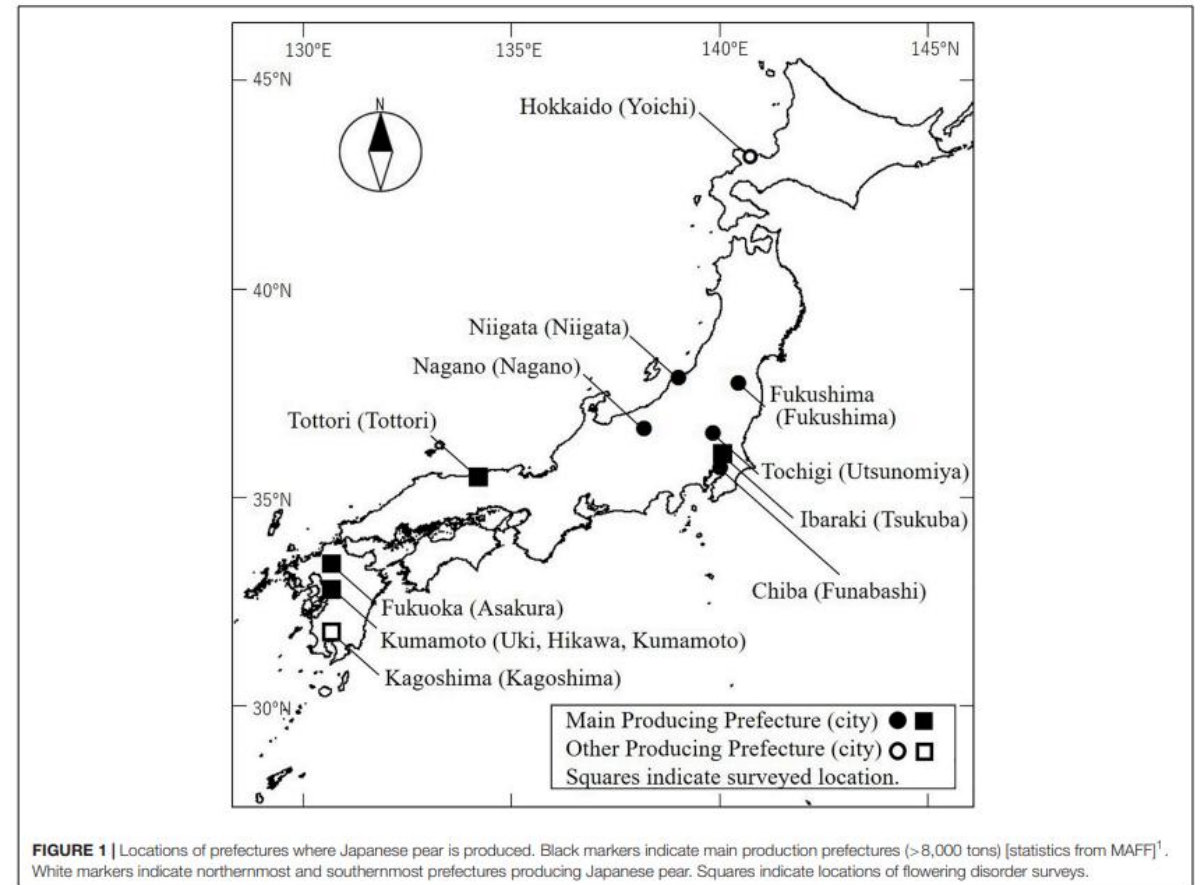 130°E 135°E 140°E 145°N
45°N
N
Hokkaido (Yoichi)
40°N
Niigata (Niigata)
Nagano (Nagano)
Fukushima
(Fukushima)
Tottori (Tottori)
Tochigi (Utsunomiya)
35°N
Ibaraki (Tsukuba)
Chiba (Funabashi)
Fukuoka (Asakura)
Kumamoto (Uki, Hikawa, Kumamoto)
Kagoshima (Kagoshima)
30°N
Main Producing Prefecture (city)
Other Producing Prefecture (city)
Squares indicate surveyed location.
FIGURE 1 | Locations of prefectures where Japanese pear is produced. Black markers indicate main production prefectures (>8,000 tons) [statistics from MAFF]¹.
White markers indicate northernmost and southernmost prefectures producing Japanese pear. Squares indicate locations of flowering disorder surveys.